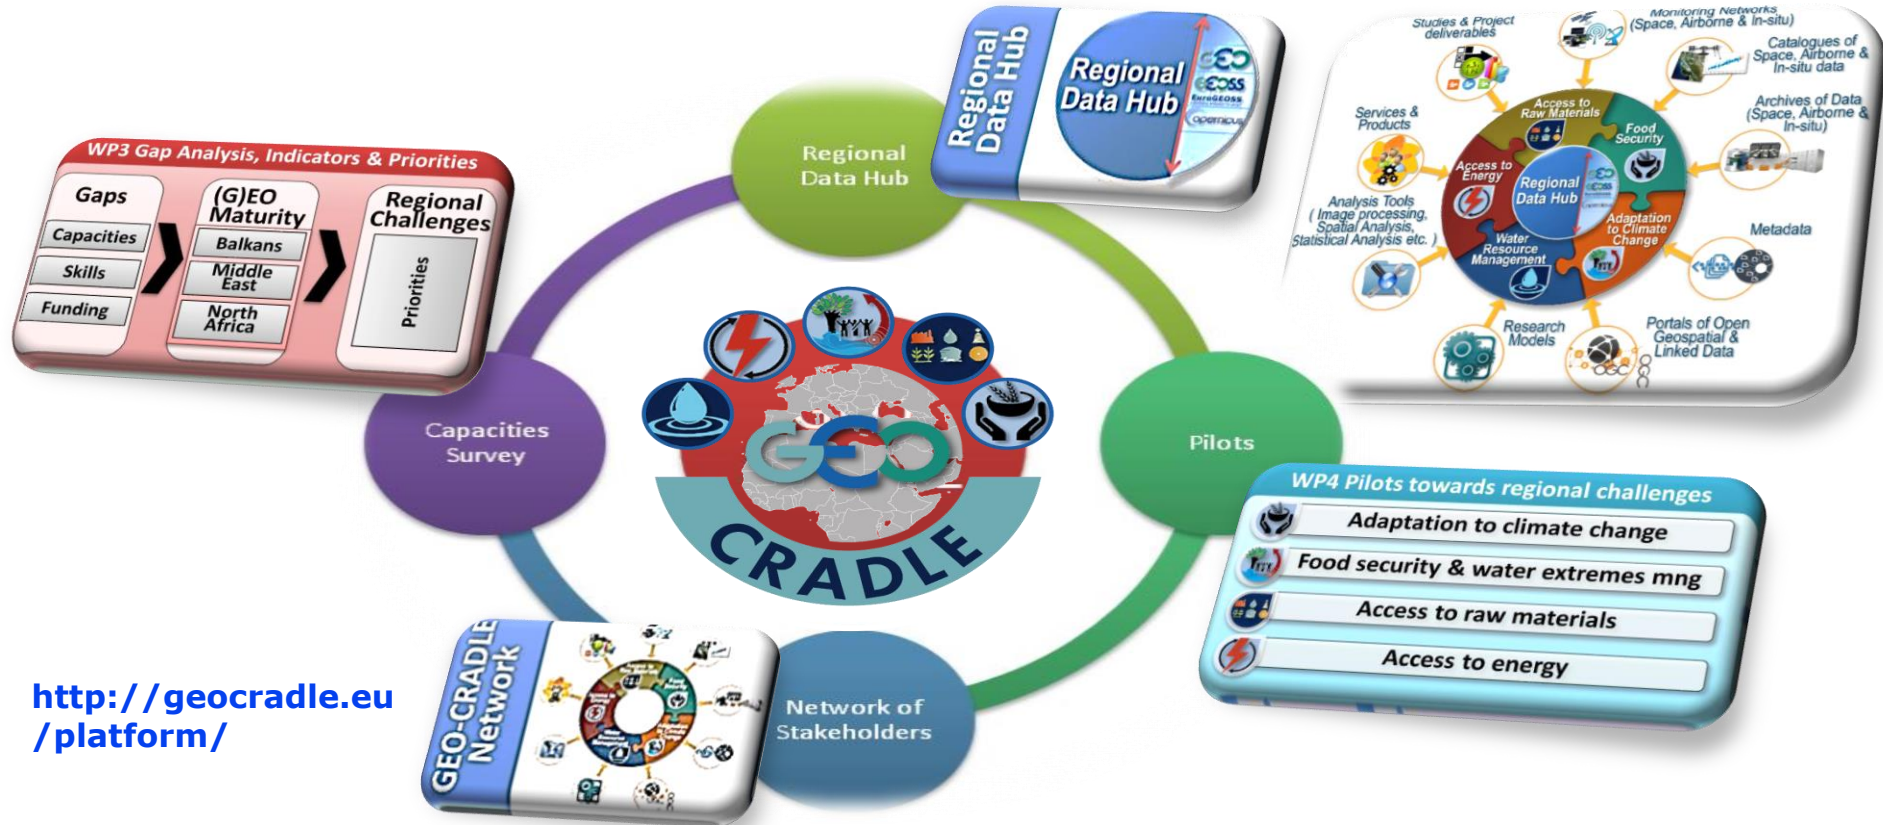 WP3 Gap Analysis, Indicators & Priorities
Gaps
Capacities
Skills
Funding
(G)EO
Maturity
Balkans
Middle
East
North
Africa
Regional
Challenges
Priorities
Regional
Data Hub
Regional
Data Hub
Regional
Data Hub
GEO
GEOSS
EuroGEOSS
Copernicus
Studies & Project
deliverables
Monitoring Networks
(Space, Airborne & In-situ)
Catalogues of
Space, Airborne &
In-situ data
Archives of Data
(Space, Airborne &
In-situ)
Metadata
Portals of Open
Geospatial &
Linked Data
OGC
Research
Models
Analysis Tools
( Image processing,
Spatial Analysis,
Statistical Analysis etc. )
Services &
Products
Access to
Raw Materials
Food
Security
Adaptation
to Climate
Change
Water
Resource
Management
Access to
Energy
Regional
Data Hub
Capacities
Survey
GEO
CRADLE
Pilots
WP4 Pilots towards regional challenges
Adaptation to climate change
Food security & water extremes mng
Access to raw materials
Access to energy
Network of
Stakeholders
GEO-CRADLE
Network
http://geocradle.eu
/platform/